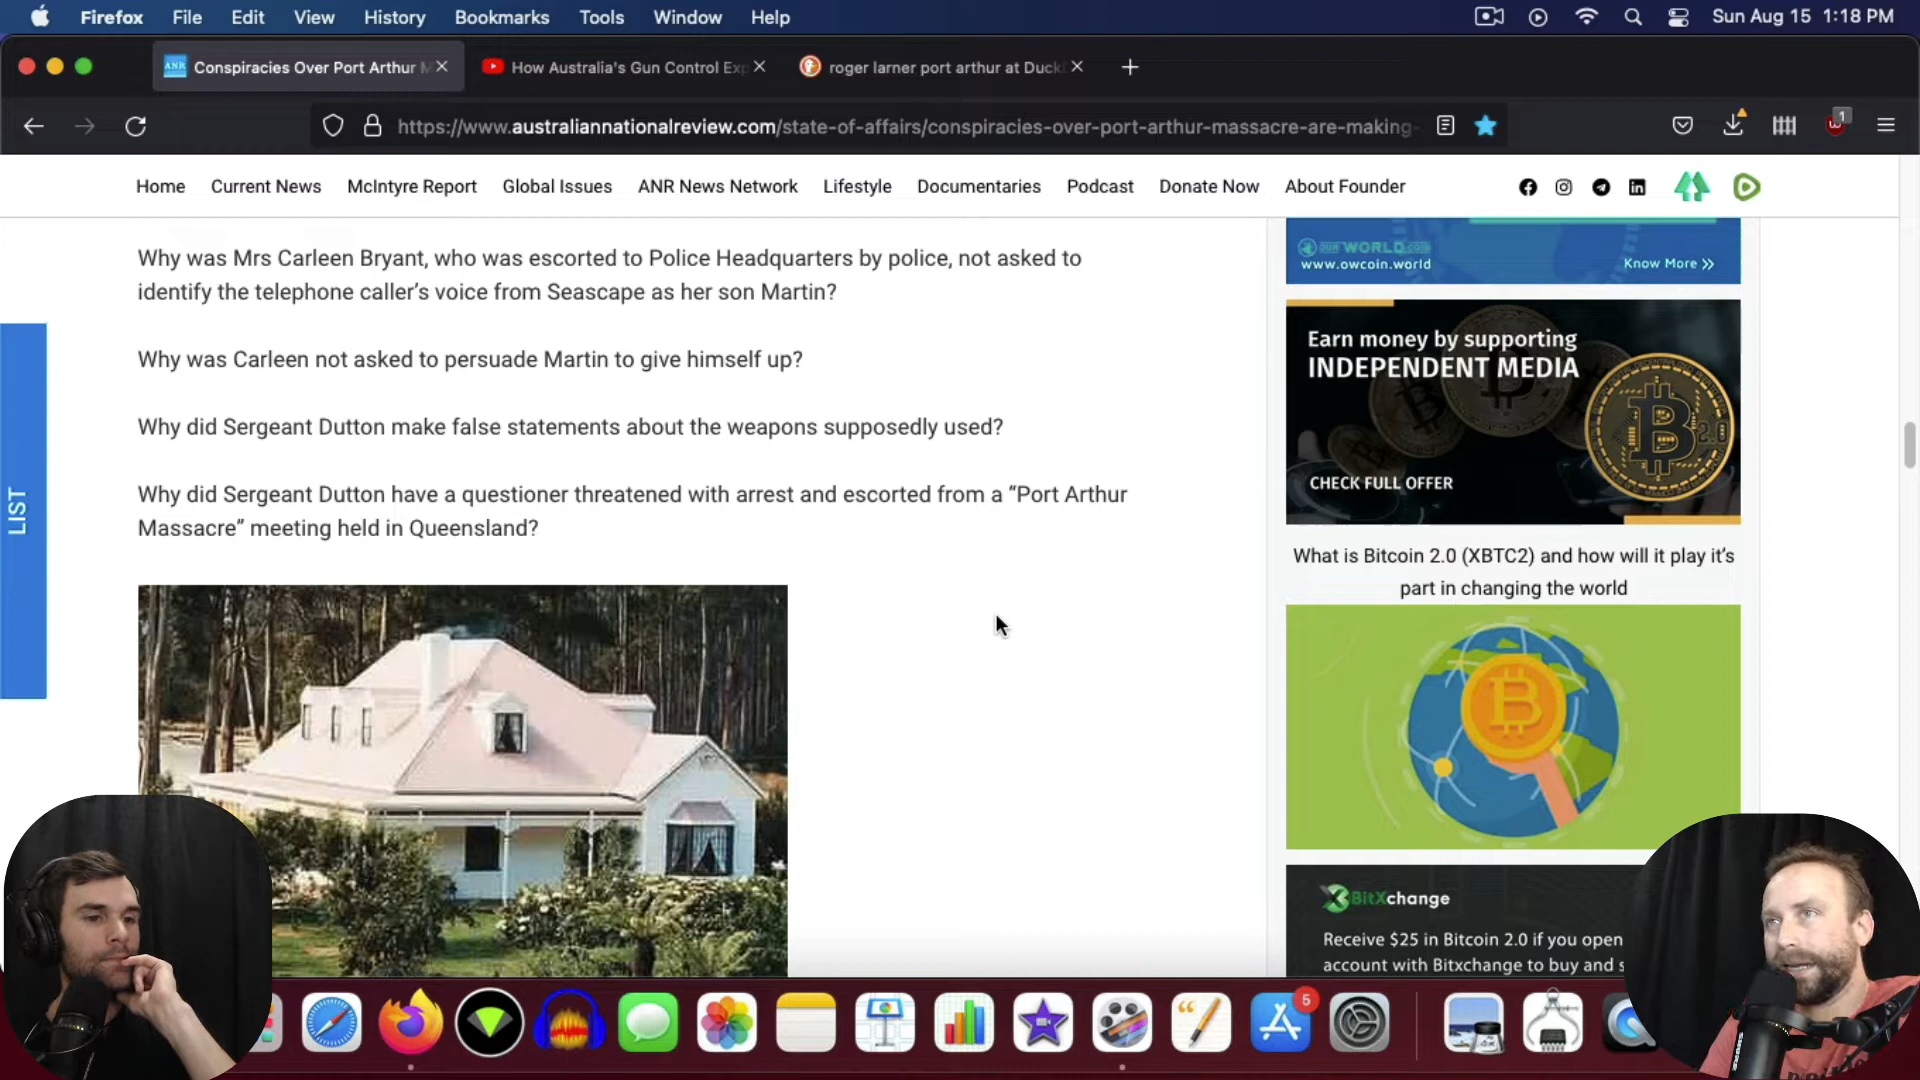 Firefox File Edit View History Bookmarks Tools Window Help
Sun Aug 15 1:18 PM
ANR Conspiracies Over Port Arthur M
How Australia's Gun Control Exp
roger larner port arthur at Duck
https://www.australiannationalreview.com/state-of-affairs/conspiracies-over-port-arthur-massacre-are-making-
1
Home Current News McIntyre Report Global Issues ANR News Network Lifestyle Documentaries Podcast Donate Now About Founder
Why was Mrs Carleen Bryant, who was escorted to Police Headquarters by police, not asked to
identify the telephone caller's voice from Seascape as her son Martin?
Why was Carleen not asked to persuade Martin to give himself up?
Why did Sergeant Dutton make false statements about the weapons supposedly used?
Why did Sergeant Dutton have a questioner threatened with arrest and escorted from a “Port Arthur
Massacre” meeting held in Queensland?
LIST
OUR WORLD COIN
www.owcoin.world
Know More >>
Earn money by supporting
INDEPENDENT MEDIA
2.0
CHECK FULL OFFER
What is Bitcoin 2.0 (XBTC2) and how will it play it's
part in changing the world
BitXchange
Receive $25 in Bitcoin 2.0 if you open
account with Bitxchange to buy and s
5